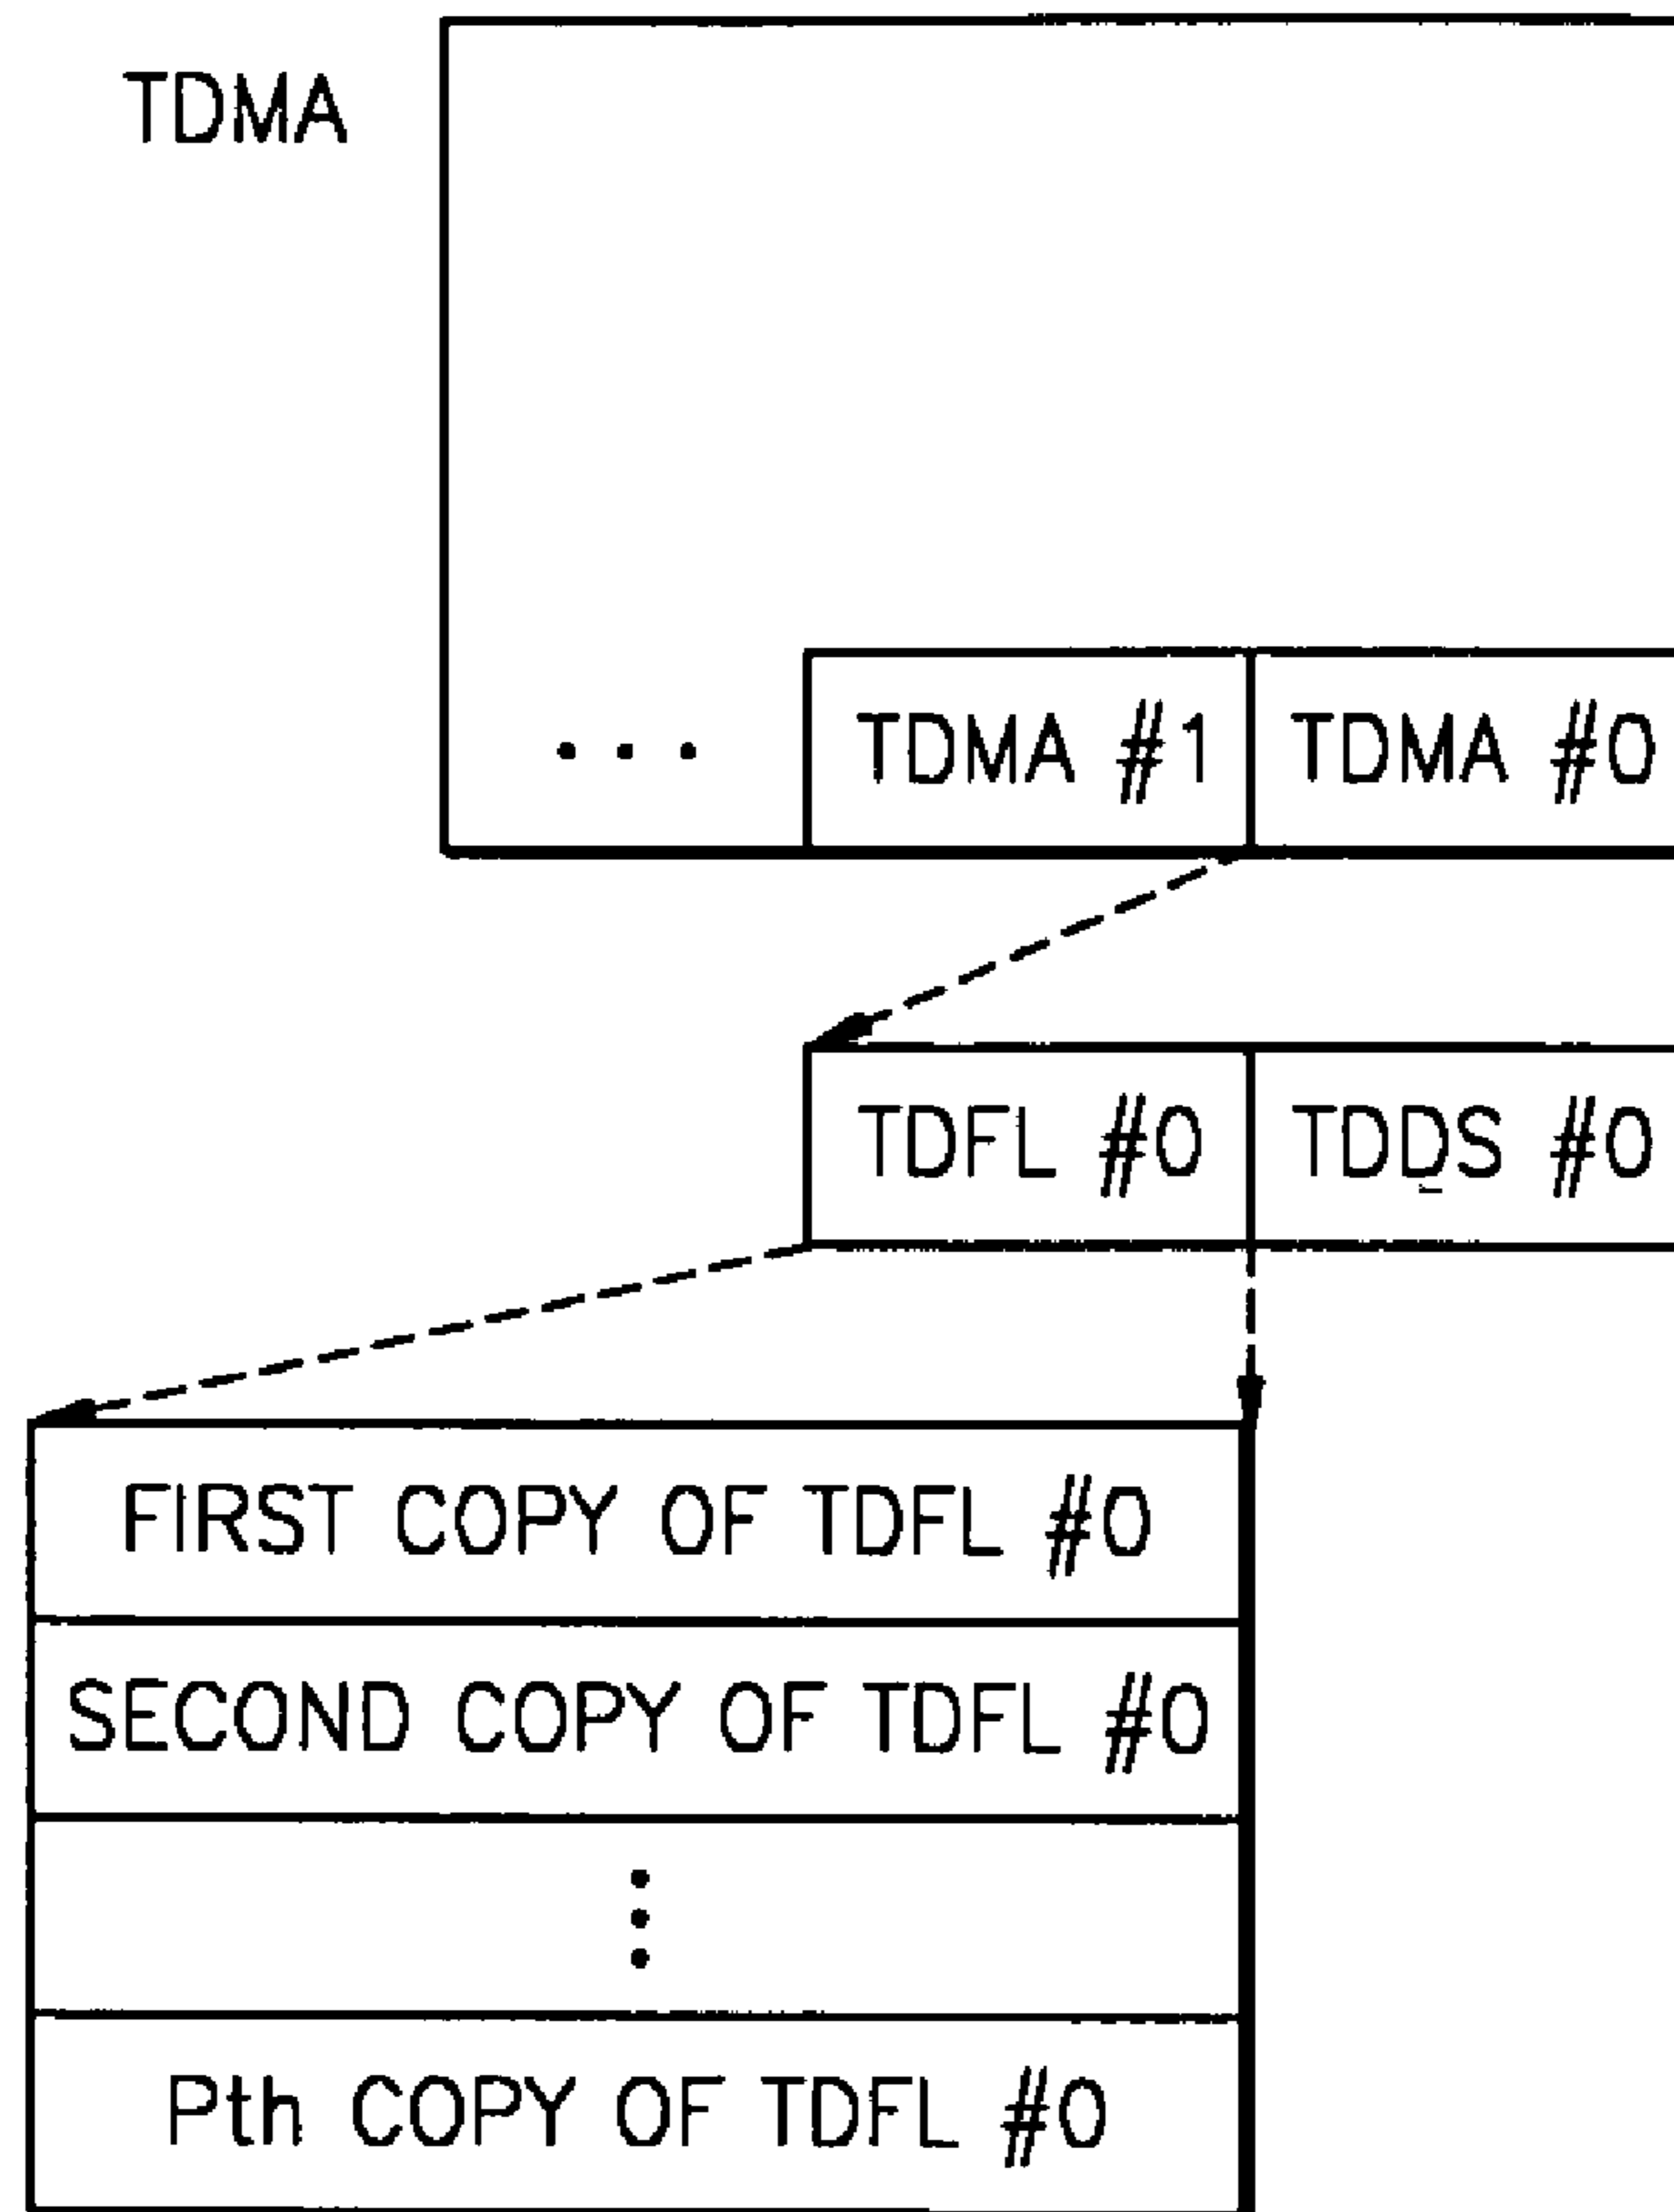 TDMA
... TDMA #1 TDMA #0
TDFL #0 TDDS #0
FIRST COPY OF TDFL #0
SECOND COPY OF TDFL #0
Pth COPY OF TDFL #0